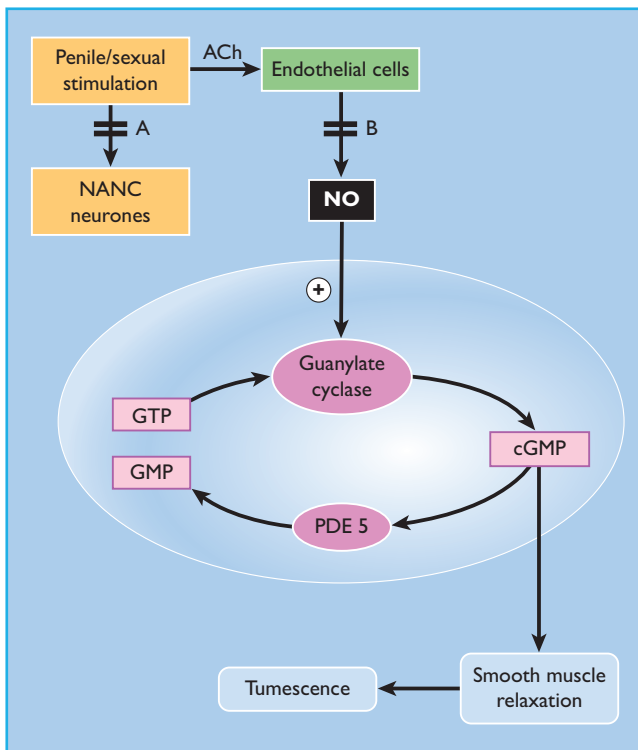 Penile/sexual
stimulation
ACh
Endothelial cells
A
B
NANC
neurones
NO
+
Guanylate
cyclase
GTP
cGMP
GMP
PDE 5
Smooth muscle
relaxation
Tumescence